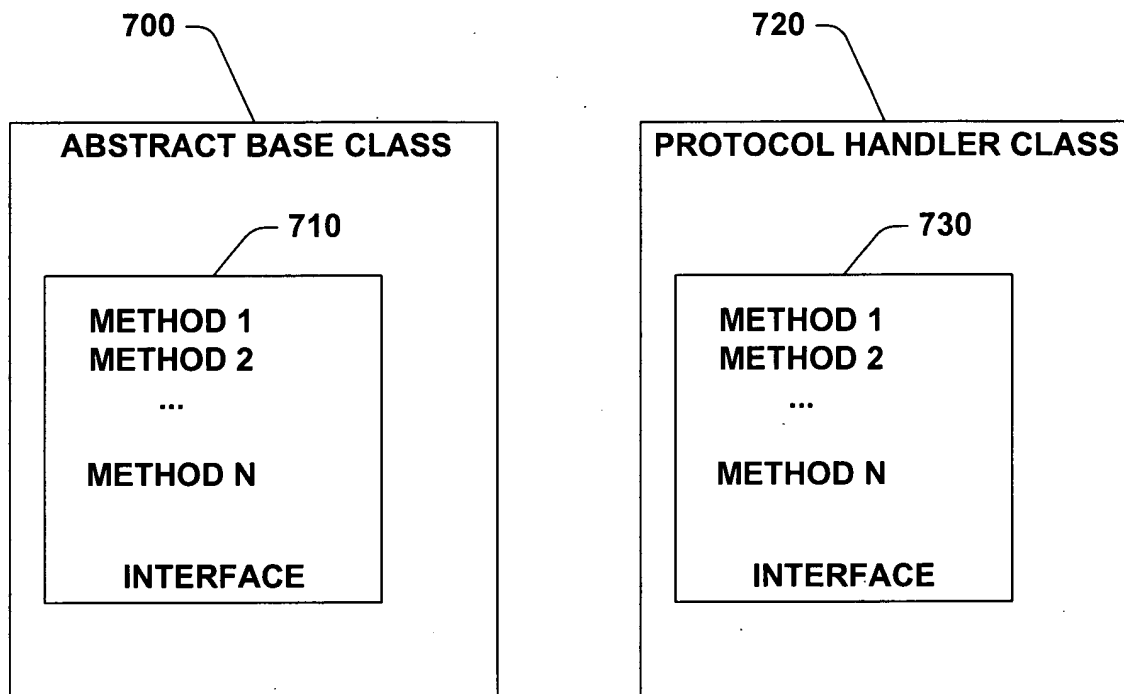 700
720
ABSTRACT BASE CLASS
PROTOCOL HANDLER CLASS
710
730
METHOD 1
METHOD 2
...
METHOD N
INTERFACE
METHOD 1
METHOD 2
...
METHOD N
INTERFACE